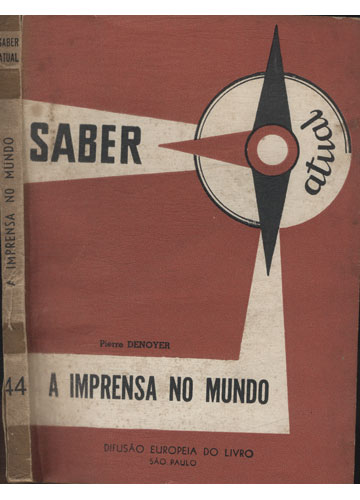 SABER
ATUAL
A IMPRENSA NO MUNDO
44
SABER
atual
Pierre DENOYER
A IMPRENSA NO MUNDO
DIFUSÃO EUROPEIA DO LIVRO
SÃO PAULO